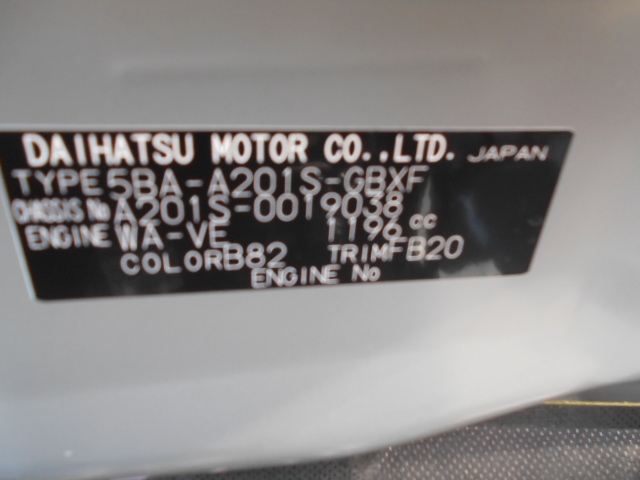 DAIHATSU MOTOR CO.,LTD. JAPAN
TYPE 5BA-A201S-GBXF
CHASSIS No A201S-0019038
ENGINE WA-VE 1196 cc
COLOR B82 TRIM FB20
ENGINE No